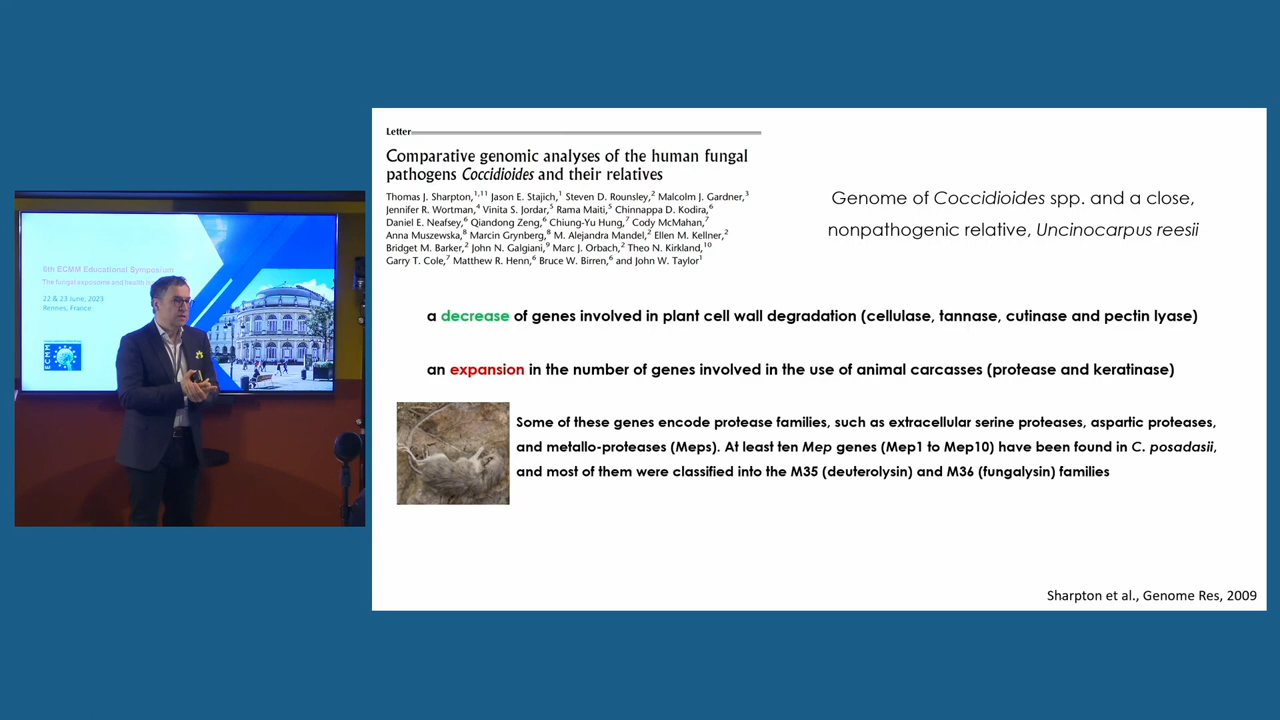 6th ECMM Educational Symposium
The fungal exposome and health
22 & 23 June, 2023
Rennes, France
ECMM
Letter
Comparative genomic analyses of the human fungal
pathogens Coccidioides and their relatives
Thomas J. Sharpton,1,11 Jason E. Stajich,1 Steven D. Rounsley,2 Malcolm J. Gardner,3
Jennifer R. Wortman,4 Vinita S. Jordar,5 Rama Maiti,5 Chinnappa D. Kodira,6
Daniel E. Neafsey,6 Qiandong Zeng,6 Chiung-Yu Hung,7 Cody McMahan,7
Anna Muszewska,8 Marcin Grynberg,8 M. Alejandra Mandel,2 Ellen M. Kellner,2
Bridget M. Barker,2 John N. Galgiani,9 Marc J. Orbach,2 Theo N. Kirkland,10
Garry T. Cole,7 Matthew R. Henn,6 Bruce W. Birren,6 and John W. Taylor1
Genome of Coccidioides spp. and a close,
nonpathogenic relative, Uncinocarpus reesii
a decrease of genes involved in plant cell wall degradation (cellulase, tannase, cutinase and pectin lyase)
an expansion in the number of genes involved in the use of animal carcasses (protease and keratinase)
Some of these genes encode protease families, such as extracellular serine proteases, aspartic proteases,
and metallo-proteases (Meps). At least ten Mep genes (Mep1 to Mep10) have been found in C. posadasii,
and most of them were classified into the M35 (deuterolysin) and M36 (fungalysin) families
Sharpton et al., Genome Res, 2009